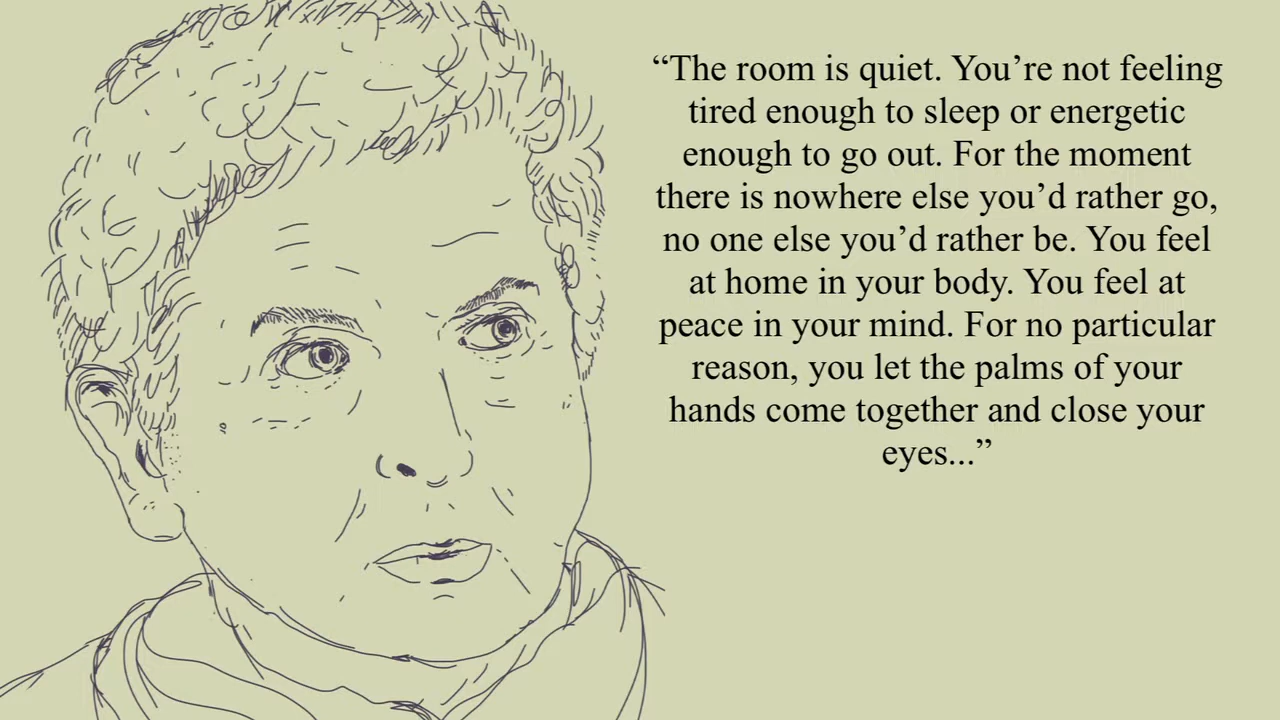 “The room is quiet. You’re not feeling
tired enough to sleep or energetic
enough to go out. For the moment
there is nowhere else you’d rather go,
no one else you’d rather be. You feel
at home in your body. You feel at
peace in your mind. For no particular
reason, you let the palms of your
hands come together and close your
eyes...”